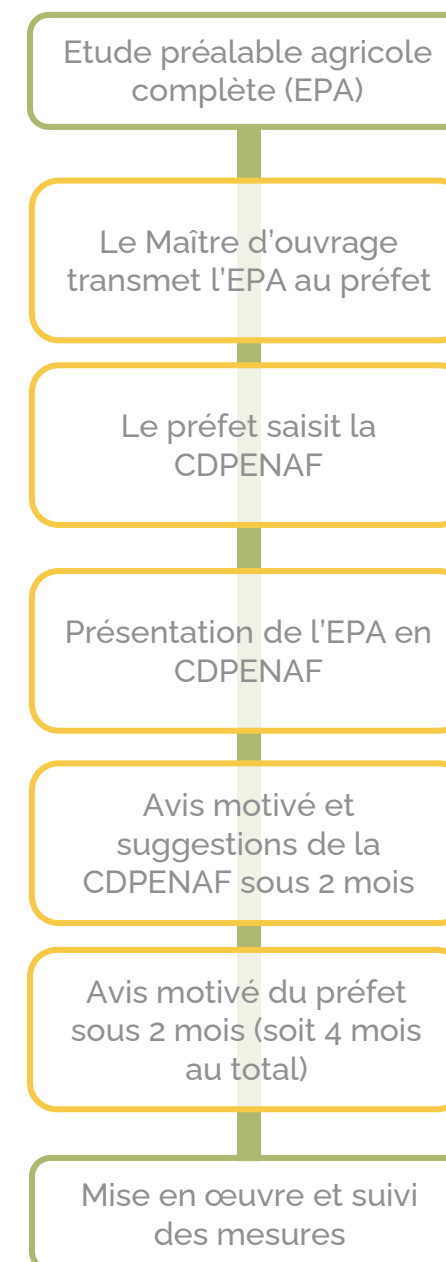 Etude préalable agricole
complète (EPA)
Le Maître d’ouvrage
transmet l’EPA au préfet
Le préfet saisit la
CDPENAF
Présentation de l’EPA en
CDPENAF
Avis motivé et
suggestions de la
CDPENAF sous 2 mois
Avis motivé du préfet
sous 2 mois (soit 4 mois
au total)
Mise en œuvre et suivi
des mesures